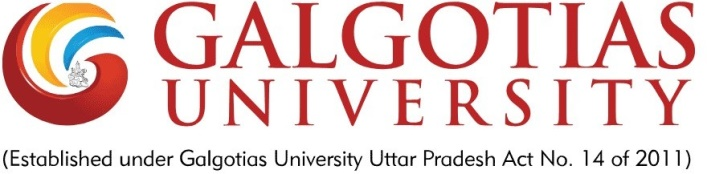 GALGOTIAS
UNIVERSITY
(Established under Galgotias University Uttar Pradesh Act No. 14 of 2011)